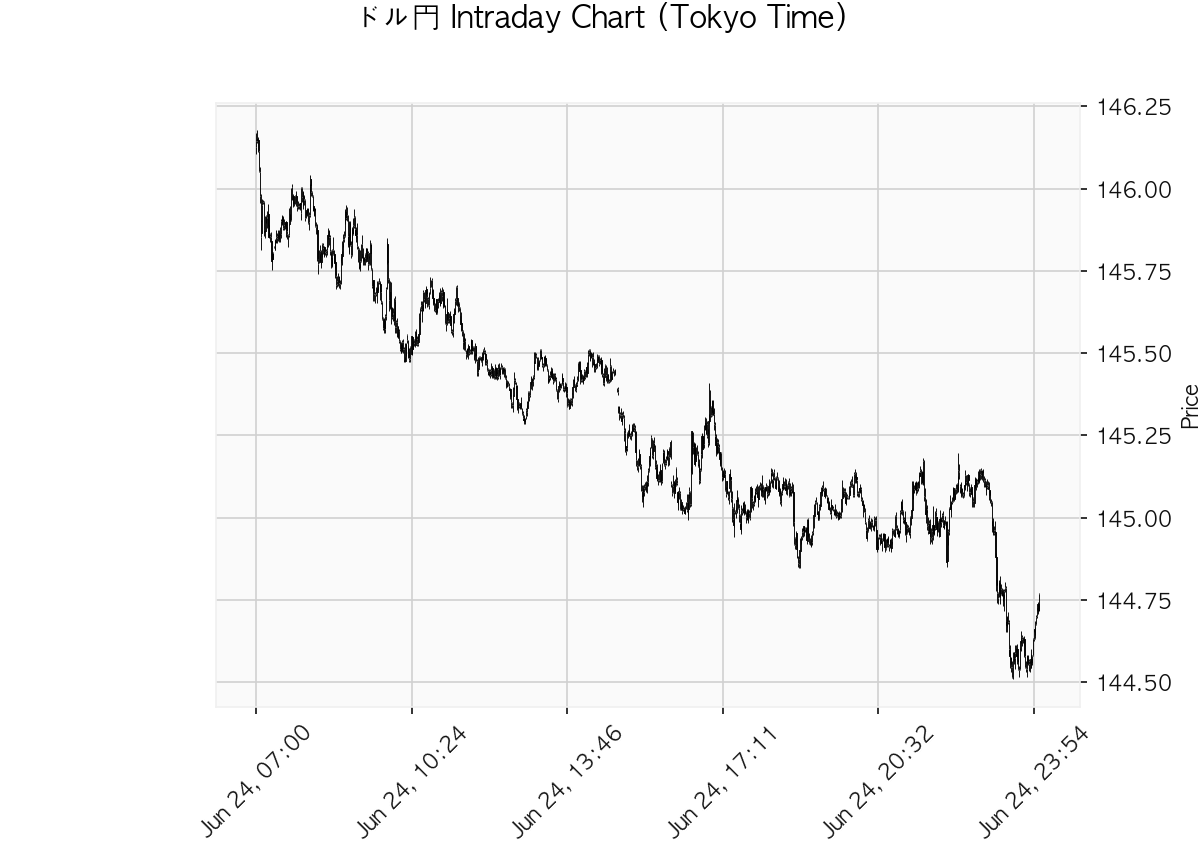 ドル円 Intraday Chart (Tokyo Time)
146.25
146.00
145.75
145.50
145.25
145.00
144.75
144.50
Price
Jun 24, 07:00
Jun 24, 10:24
Jun 24, 13:46
Jun 24, 17:11
Jun 24, 20:32
Jun 24, 23:54